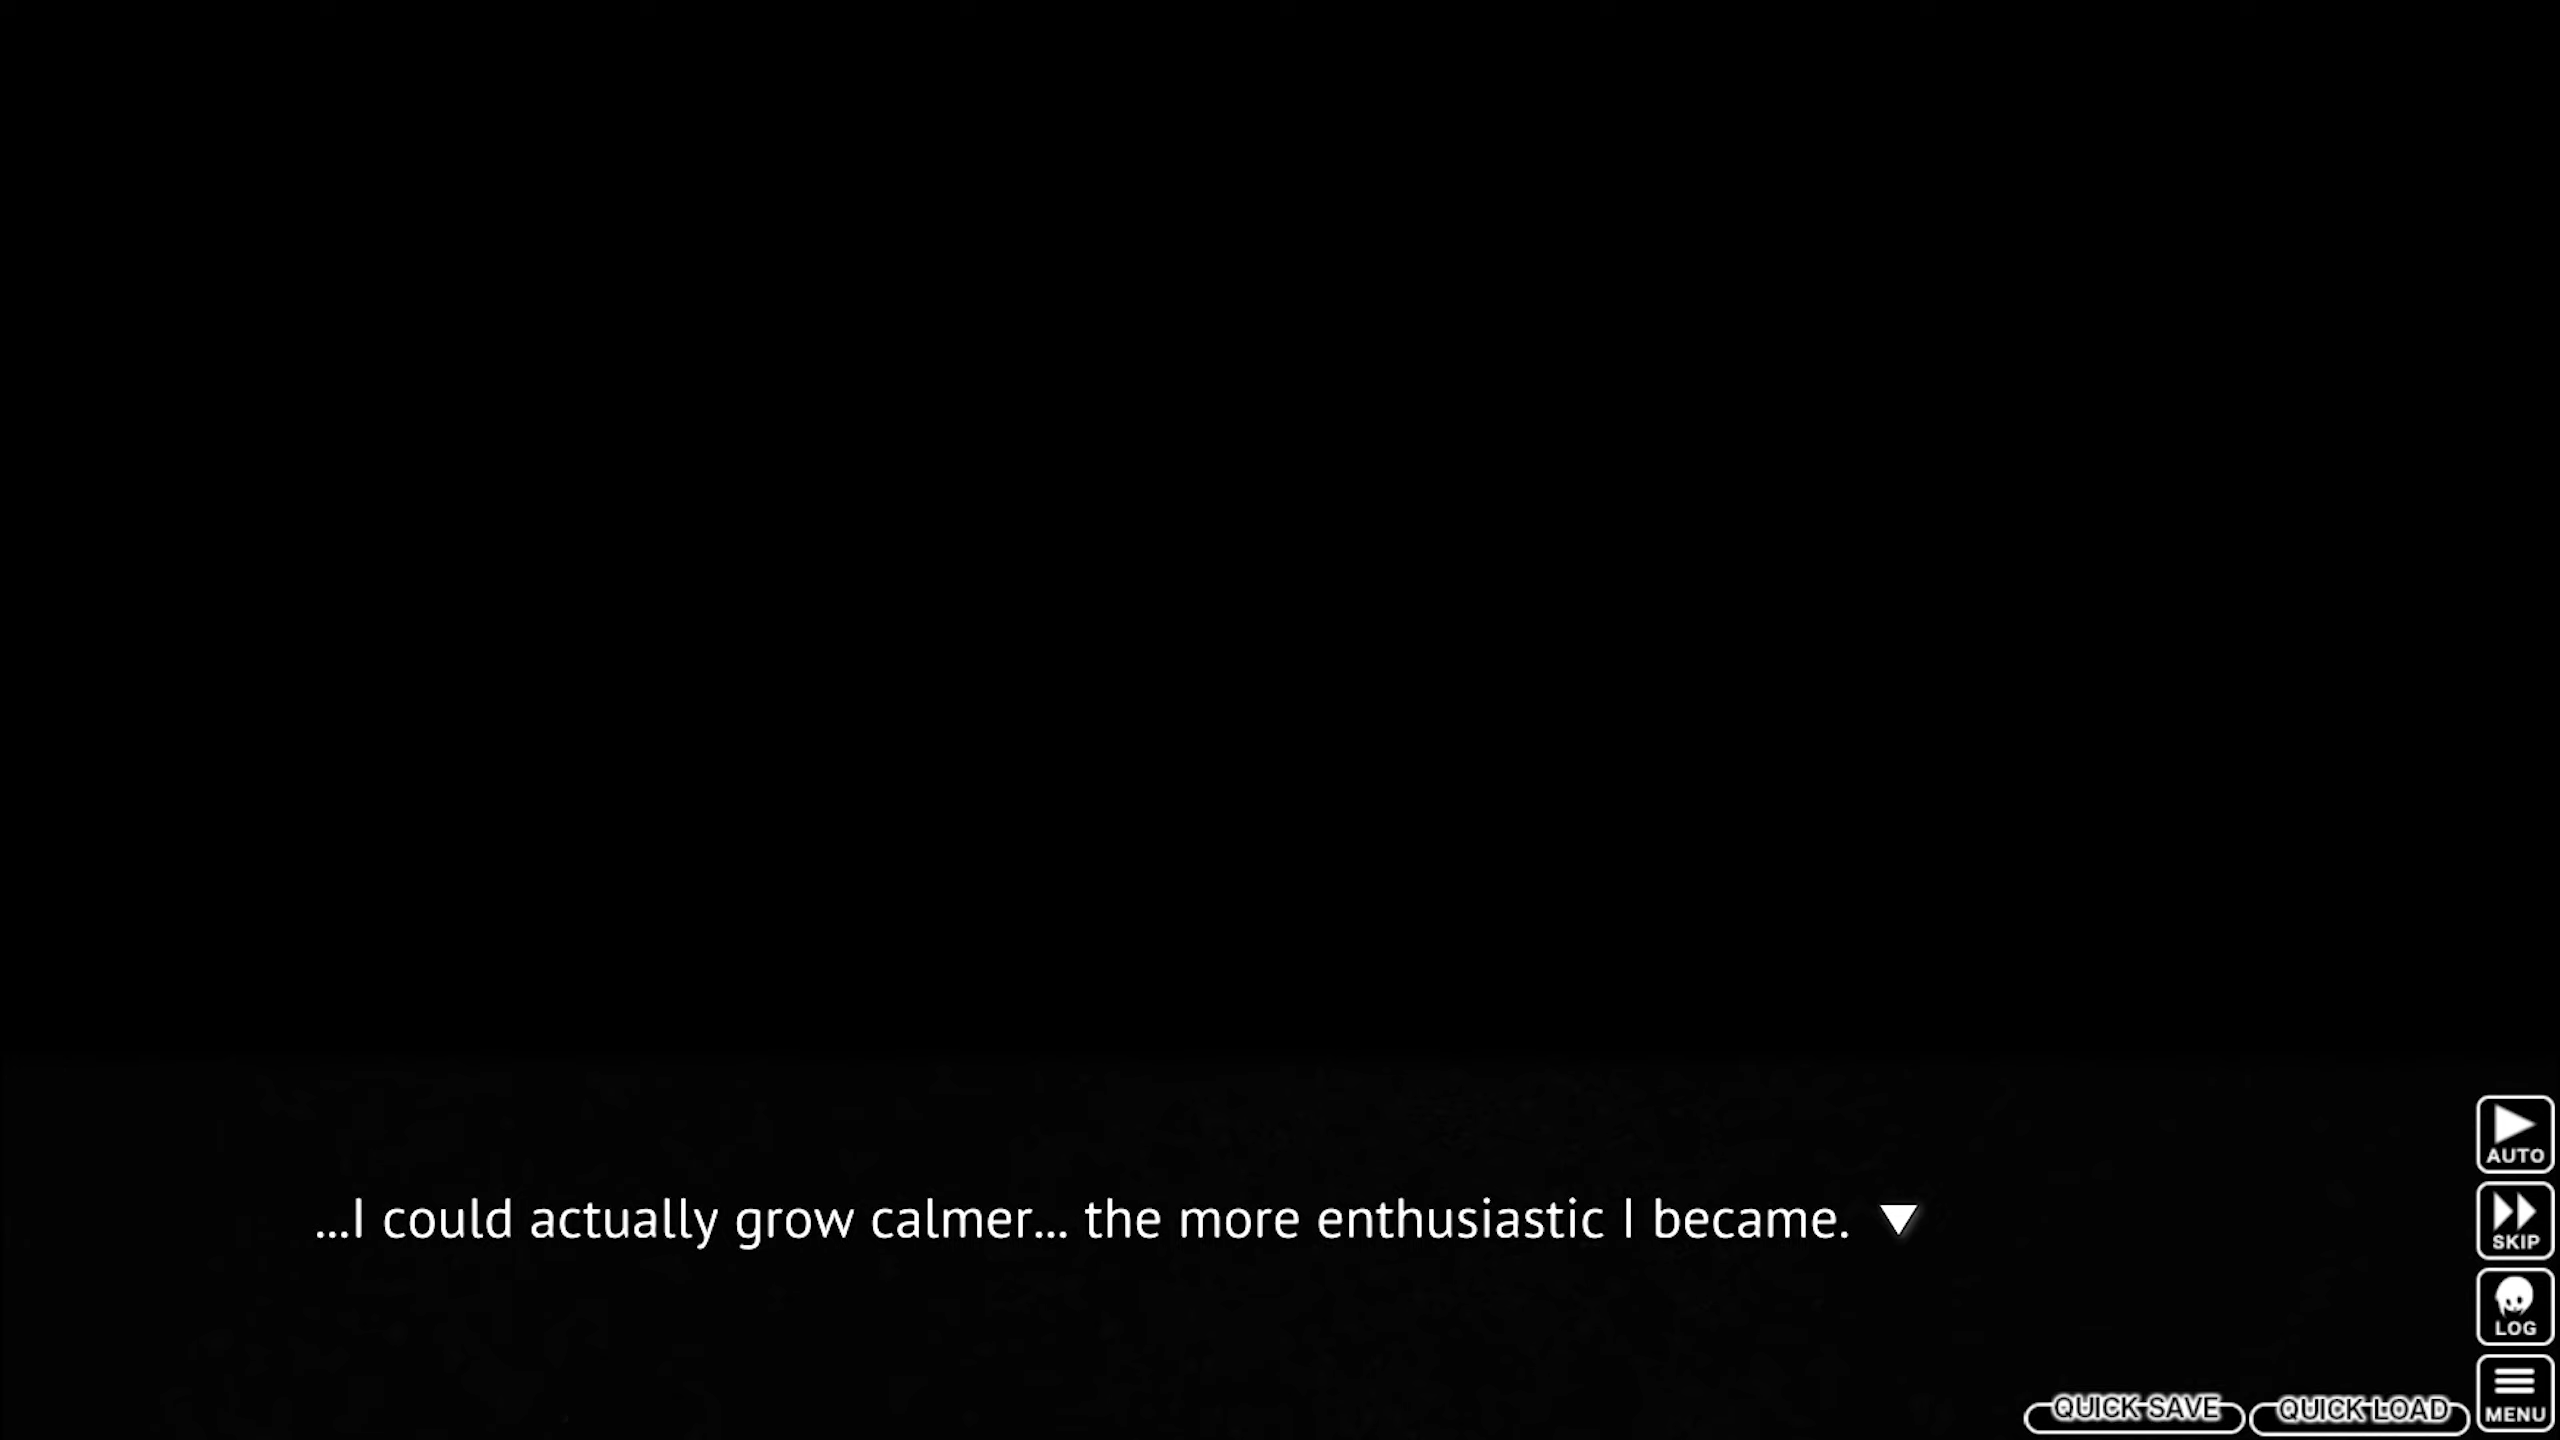 ...I could actually grow calmer... the more enthusiastic I became.
AUTO
SKIP
LOG
MENU
QUICK SAVE
QUICK LOAD